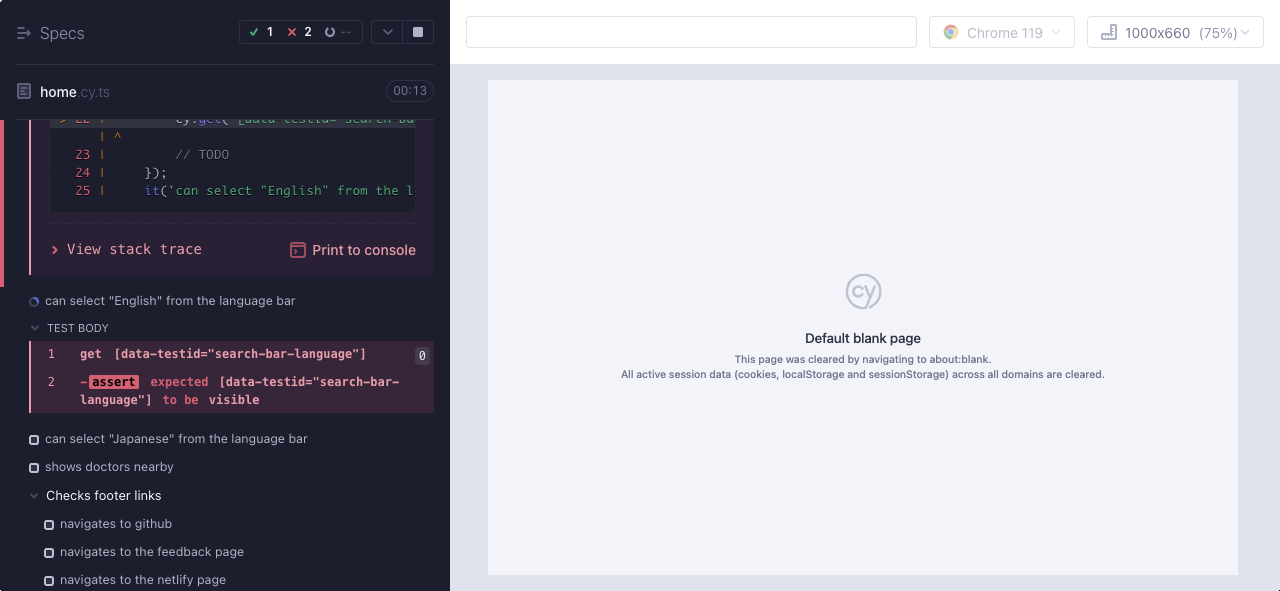 Specs
1 2 --
home.cy.ts
00:13
> 22 | cy.get('[data-testid="search-ba
| ^
23 | // TODO
24 | });
25 | it('can select "English" from the l
View stack trace
Print to console
can select "English" from the language bar
TEST BODY
1 get [data-testid="search-bar-language"] 0
2 -assert expected [data-testid="search-bar-
language"] to be visible
can select "Japanese" from the language bar
shows doctors nearby
Checks footer links
navigates to github
navigates to the feedback page
navigates to the netlify page
Chrome 119
1000x660 (75%)
cy
Default blank page
This page was cleared by navigating to about:blank.
All active session data (cookies, localStorage and sessionStorage) across all domains are cleared.